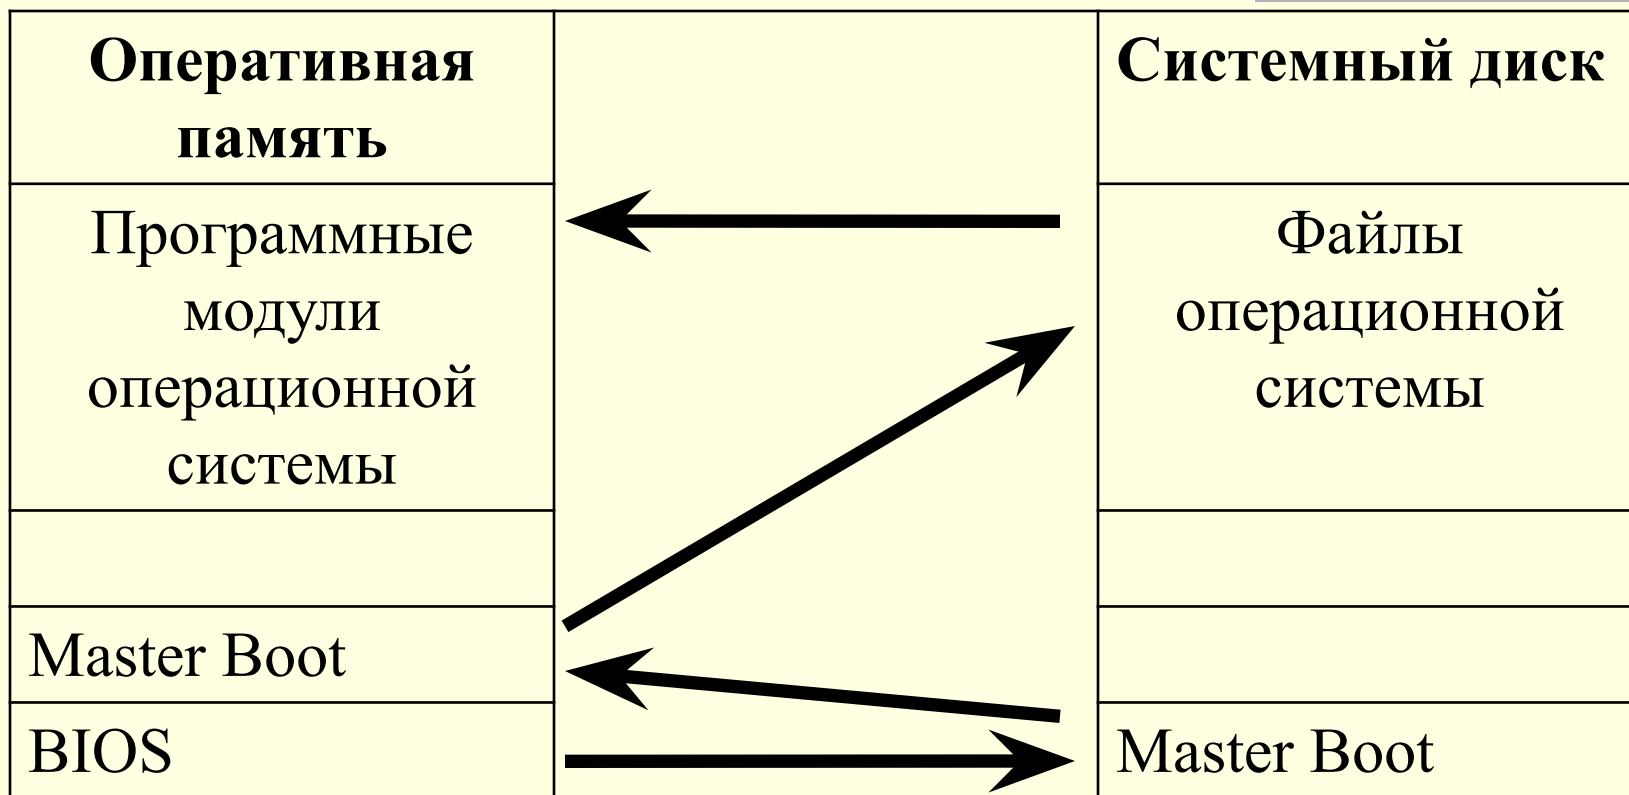 Оперативная
память
Системный диск
Программные
модули
операционной
системы
Файлы
операционной
системы
Master Boot
BIOS
Master Boot